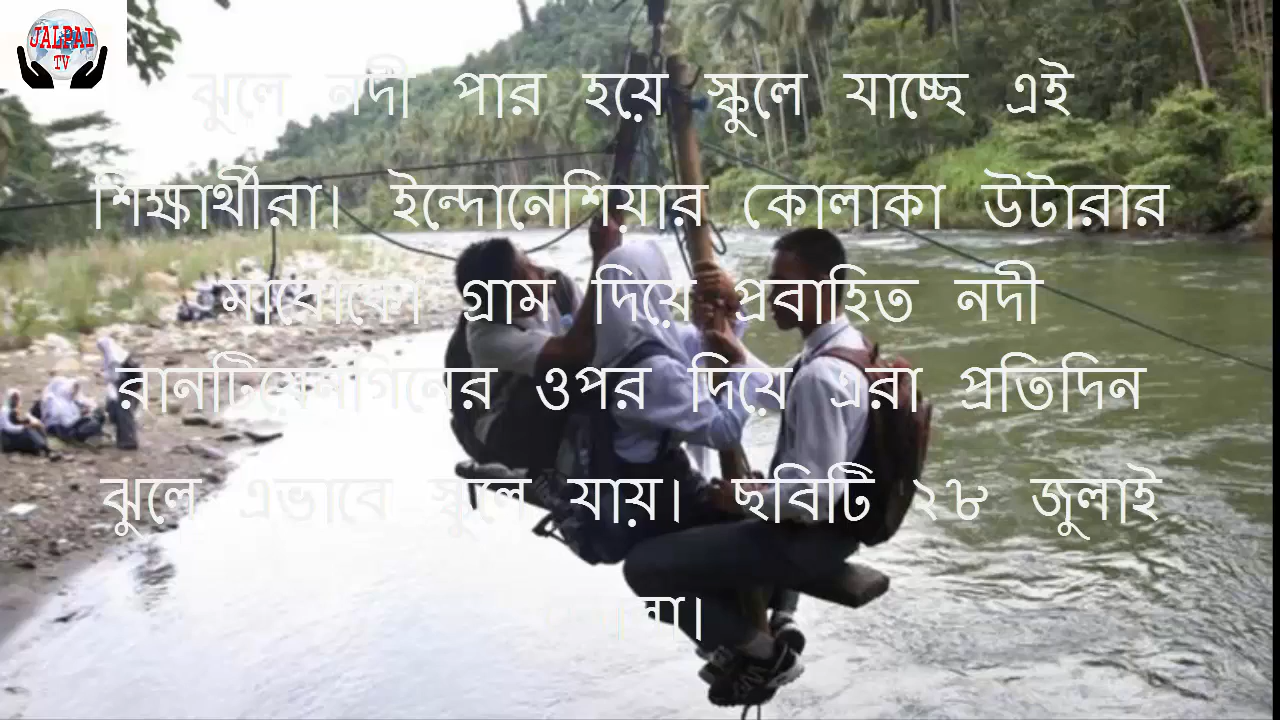 JALPAI
TV
ঝুলে নদী পার হয়ে স্কুলে যাচ্ছে এই
শিক্ষার্থীরা। ইন্দোনেশিয়ার কোলাকা উটারার
গ্রাম দিয়ে প্রবাহিত নদী
ওপর দিয়ে এরা প্রতিদিন
ঝুলে এভাবে স্কুলে যায়। ছবিটি ২৮ জুলাই